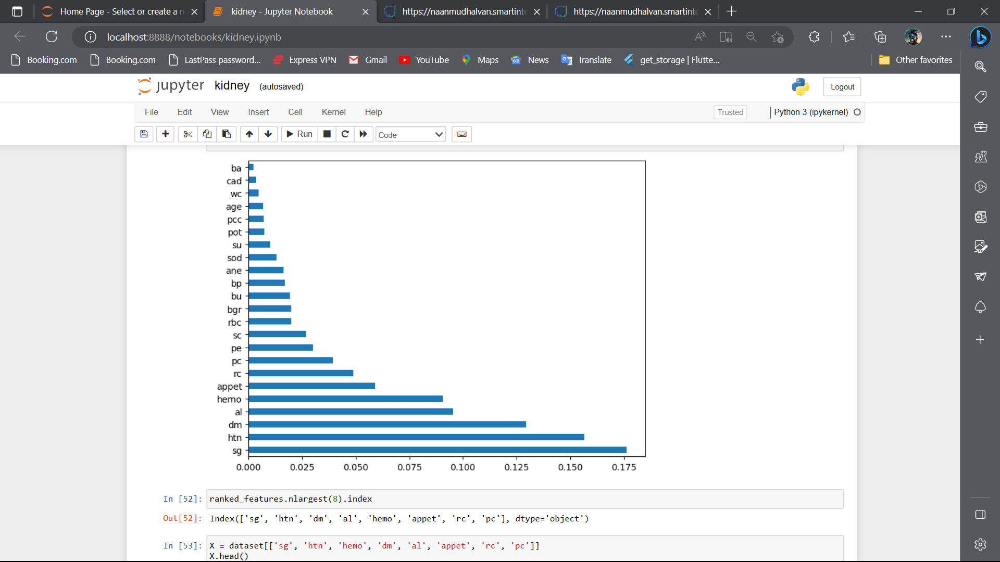 Home Page - Select or create a n
kidney - Jupyter Notebook
https://naanmudhalvan.smartinte
https://naanmudhalvan.smartinte
localhost:8888/notebooks/kidney.ipynb
Booking.com
Booking.com
LastPass password...
Express VPN
Gmail
YouTube
Maps
News
Translate
get_storage | Flutte...
Other favorites
jupyter kidney (autosaved)
Logout
File Edit View Insert Cell Kernel Help
Trusted
Python 3 (ipykernel)
Run
Code
ba
cad
wc
age
pcc
pot
su
sod
ane
bp
bu
bgr
rbc
sc
pe
pc
rc
appet
hemo
al
dm
htn
sg
0.000 0.025 0.050 0.075 0.100 0.125 0.150 0.175
In [52]: ranked_features.nlargest(8).index
Out[52]: Index(['sg', 'htn', 'dm', 'al', 'hemo', 'appet', 'rc', 'pc'], dtype='object')
In [53]: X = dataset[['sg', 'htn', 'hemo', 'dm', 'al', 'appet', 'rc', 'pc']]
X.head()